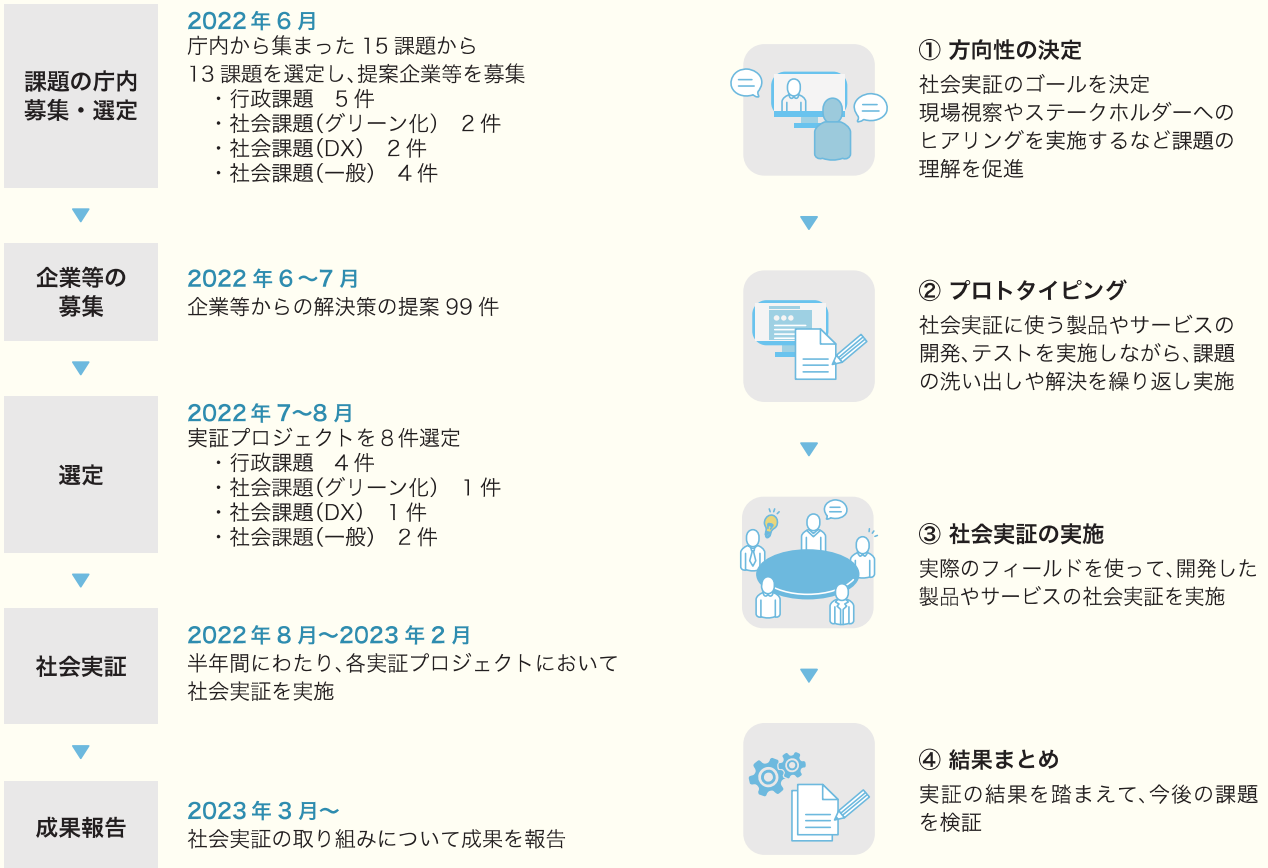 課題の庁内
募集・選定
2022年6月
庁内から集まった15課題から
13課題を選定し、提案企業等を募集
・行政課題 5件
・社会課題(グリーン化) 2件
・社会課題(DX) 2件
・社会課題(一般) 4件
企業等の
募集
2022年6〜7月
企業等からの解決策の提案99件
選定
2022年7〜8月
実証プロジェクトを8件選定
・行政課題 4件
・社会課題(グリーン化) 1件
・社会課題(DX) 1件
・社会課題(一般) 2件
社会実証
2022年8月〜2023年2月
半年間にわたり、各実証プロジェクトにおいて
社会実証を実施
成果報告
2023年3月〜
社会実証の取り組みについて成果を報告
① 方向性の決定
社会実証のゴールを決定
現場視察やステークホルダーへの
ヒアリングを実施するなど課題の
理解を促進
② プロトタイピング
社会実証に使う製品やサービスの
開発、テストを実施しながら、課題
の洗い出しや解決を繰り返し実施
③ 社会実証の実施
実際のフィールドを使って、開発した
製品やサービスの社会実証を実施
④ 結果まとめ
実証の結果を踏まえて、今後の課題
を検証